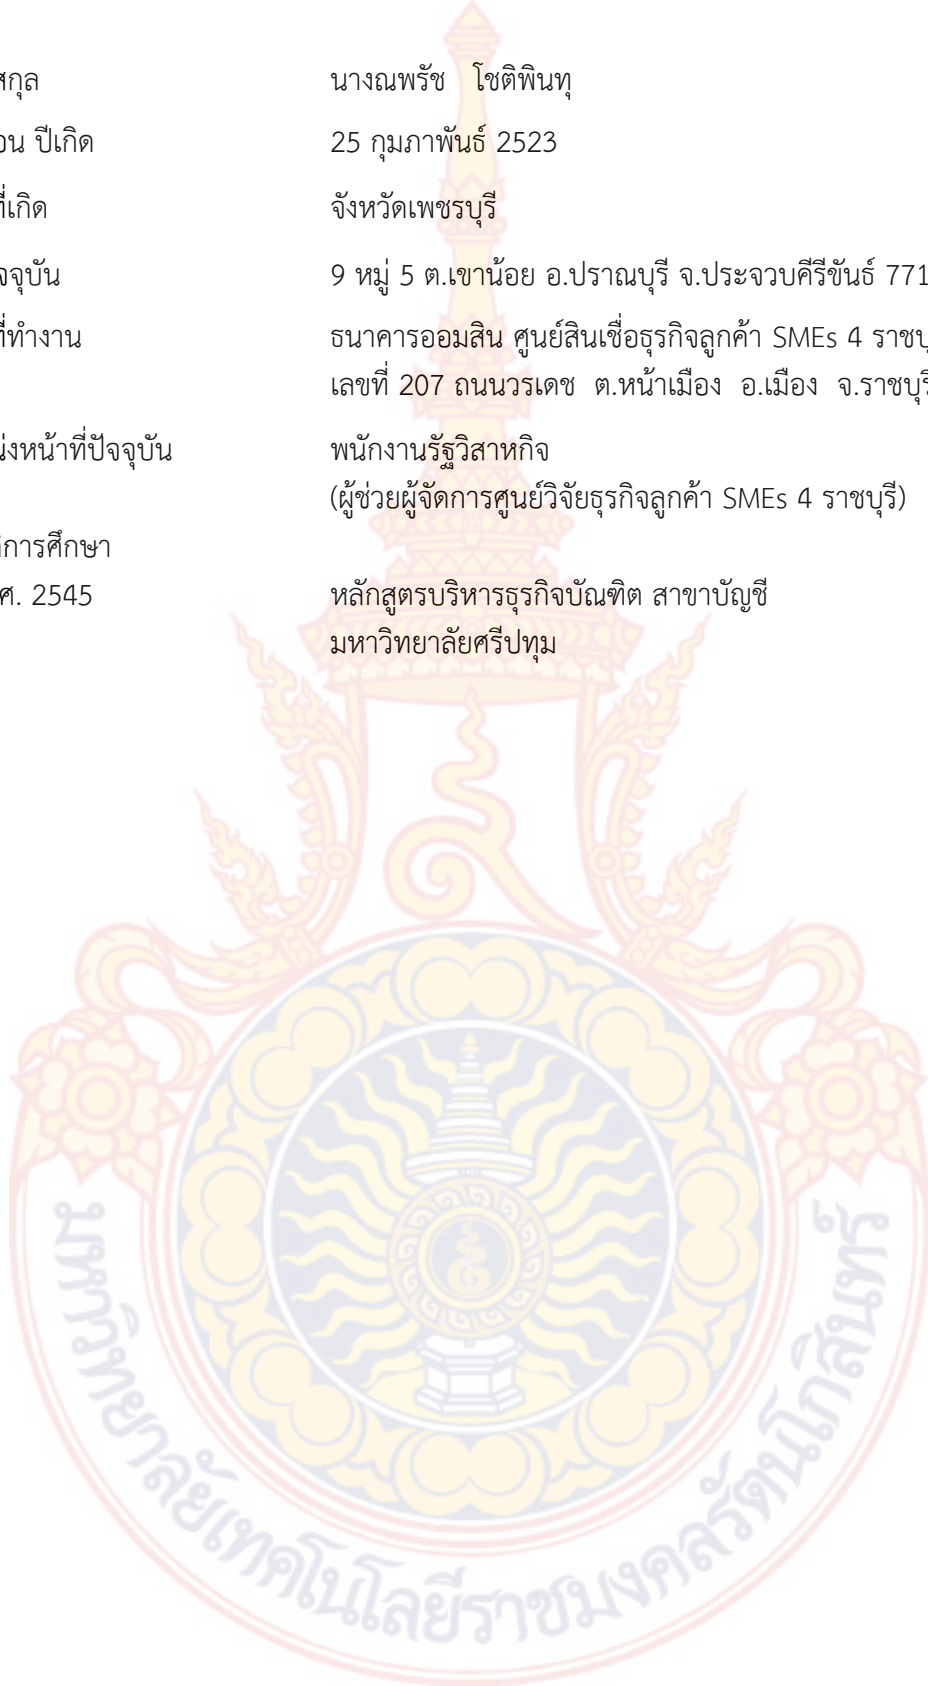 สกุล นางณพรัช โชติพินทุ
อน ปีเกิด 25 กุมภาพันธ์ 2523
ที่เกิด จังหวัดเพชรบุรี
จจุบัน 9 หมู่ 5 ต.เขาน้อย อ.ปราณบุรี จ.ประจวบคีรีขันธ์ 771
ที่ทำงาน ธนาคารออมสิน ศูนย์สินเชื่อธุรกิจลูกค้า SMEs 4 ราชบุ
เลขที่ 207 ถนนวรเดช ต.หน้าเมือง อ.เมือง จ.ราชบุรี
น่งหน้าที่ปัจจุบัน พนักงานรัฐวิสาหกิจ
(ผู้ช่วยผู้จัดการศูนย์วิจัยธุรกิจลูกค้า SMEs 4 ราชบุรี)
ติการศึกษา
ศ. 2545 หลักสูตรบริหารธุรกิจบัณฑิต สาขาบัญชี
มหาวิทยาลัยศรีปทุม
มหาวิทยาลัยเทคโนโลยีราชมงคลรัตนโกสินทร์